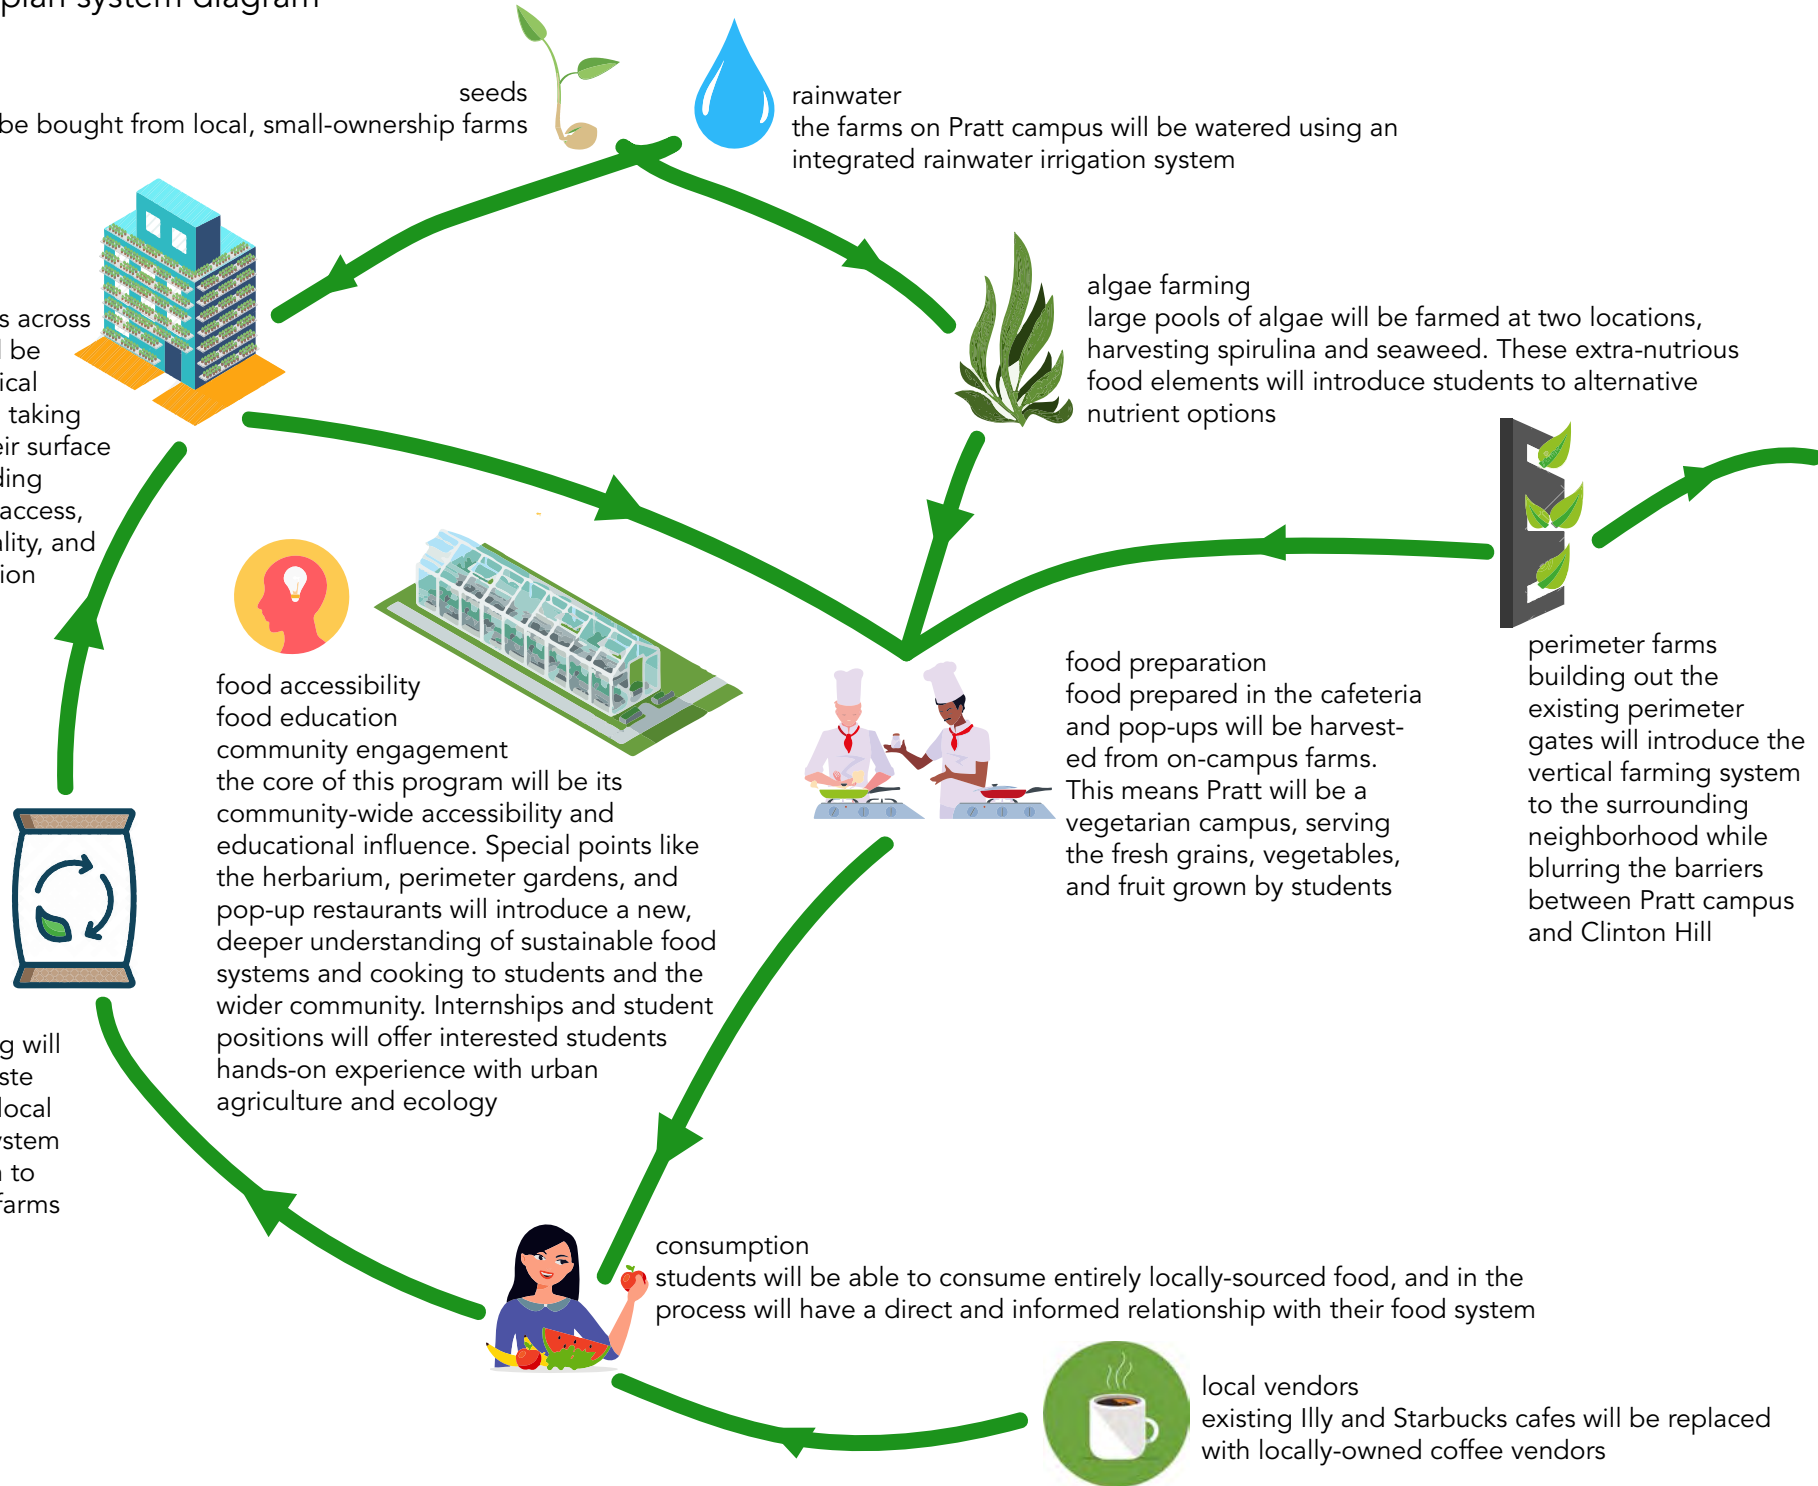 plan system diagram
seeds
be bought from local, small-ownership farms
rainwater
the farms on Pratt campus will be watered using an
integrated rainwater irrigation system
algae farming
large pools of algae will be farmed at two locations,
harvesting spirulina and seaweed. These extra-nutrious
food elements will introduce students to alternative
nutrient options
s across
be
ical
taking
eir surface
ding
access,
ality, and
ion
food accessibility
food education
community engagement
the core of this program will be its
community-wide accessibility and
educational influence. Special points like
the herbarium, perimeter gardens, and
pop-up restaurants will introduce a new,
deeper understanding of sustainable food
systems and cooking to students and the
wider community. Internships and student
positions will offer interested students
hands-on experience with urban
agriculture and ecology
food preparation
food prepared in the cafeteria
and pop-ups will be harvest-
ed from on-campus farms.
This means Pratt will be a
vegetarian campus, serving
the fresh grains, vegetables,
and fruit grown by students
perimeter farms
building out the
existing perimeter
gates will introduce the
vertical farming system
to the surrounding
neighborhood while
blurring the barriers
between Pratt campus
and Clinton Hill
g will
ste
local
ystem
to
farms
consumption
students will be able to consume entirely locally-sourced food, and in the
process will have a direct and informed relationship with their food system
local vendors
existing Illy and Starbucks cafes will be replaced
with locally-owned coffee vendors